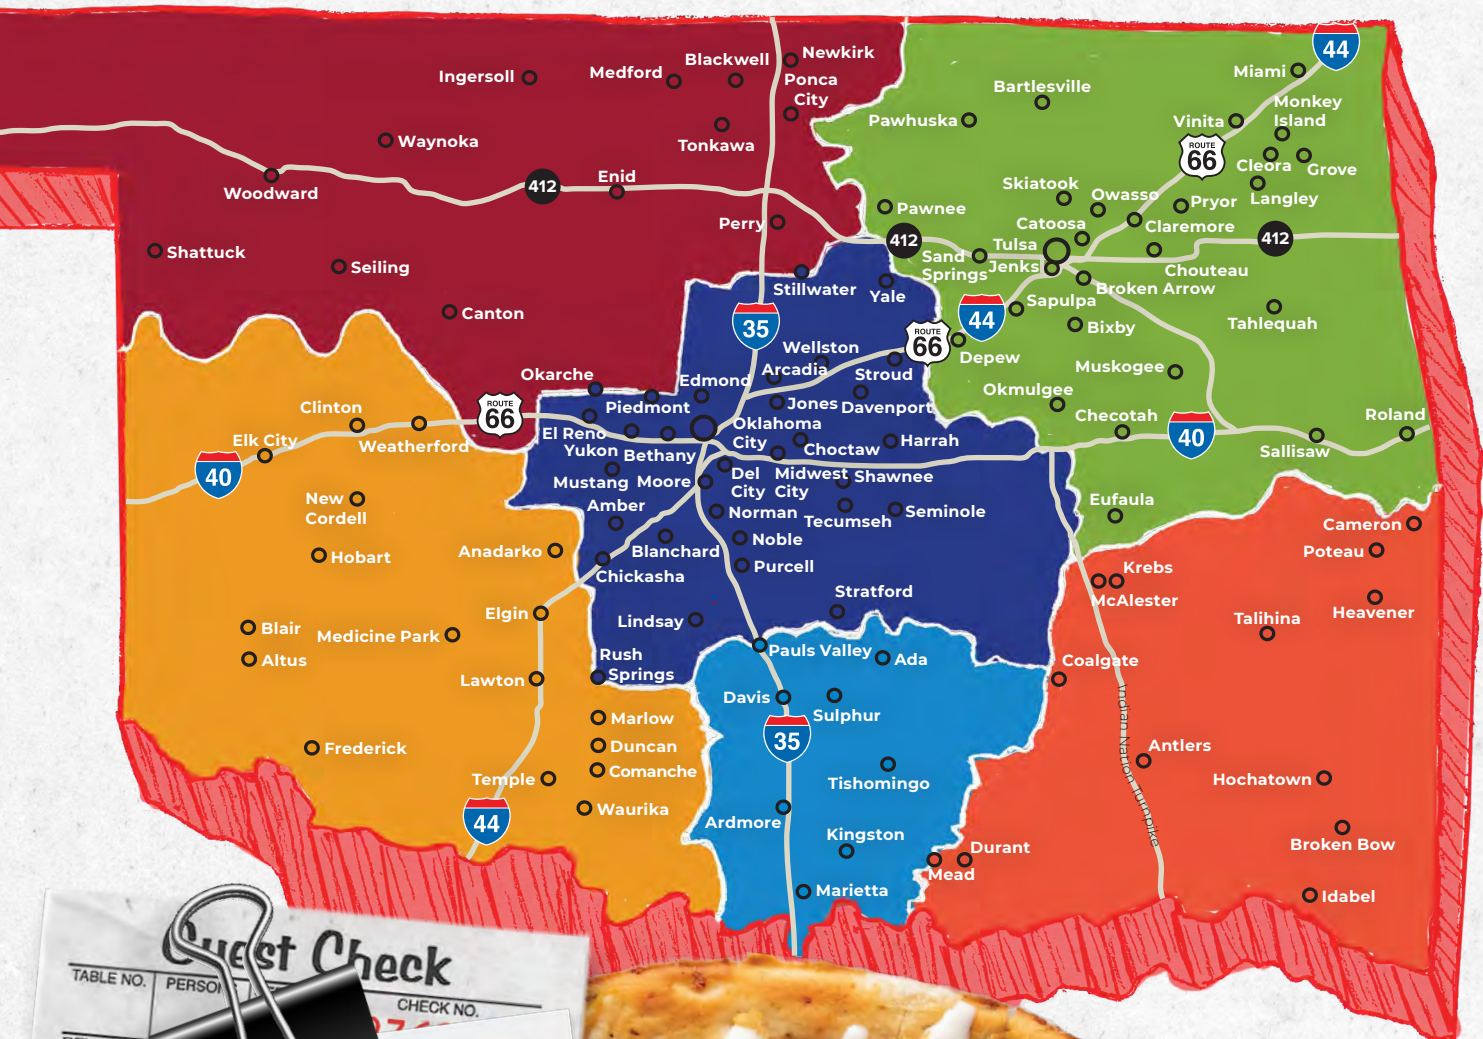 44
Newkirk
Blackwell
Medford
Ingersoll
Ponca
City
Tonkawa
Waynoka
Woodward
412
Enid
Perry
Shattuck
Seiling
Canton
Miami
Bartlesville
Monkey
Island
Pawhuska
Vinita
ROUTE
66
Cleora
Grove
Skiatook
Owasso
Pryor
Langley
Pawnee
Catoosa
Claremore
412
Tulsa
412
Sand
Springs
Jenks
Chouteau
Broken Arrow
Sapulpa
44
Bixby
Tahlequah
Depew
Muskogee
Okmulgee
Checotah
Roland
40
Sallisaw
Eufaula
Stillwater
Yale
35
ROUTE
66
Wellston
Arcadia
Stroud
Okarche
Edmond
Piedmont
Jones
Davenport
El Reno
Oklahoma
City
Yukon
Bethany
Choctaw
Harrah
Mustang
Moore
Del
City
Midwest
City
Shawnee
Amber
Norman
Tecumseh
Seminole
Blanchard
Noble
Chickasha
Purcell
Stratford
Lindsay
Rush
Springs
ROUTE
66
Clinton
Elk City
Weatherford
40
New
Cordell
Hobart
Anadarko
Elgin
Blair
Medicine Park
Altus
Lawton
Marlow
Frederick
Duncan
Comanche
Temple
Waurika
44
Pauls Valley
Ada
Davis
Sulphur
35
Tishomingo
Ardmore
Kingston
Marietta
Cameron
Poteau
Krebs
McAlester
Heavener
Talihina
Coalgate
Indian Nation Turnpike
Antlers
Hochatown
Broken Bow
Durant
Mead
Idabel
Guest Check
TABLE NO.
CHECK NO.